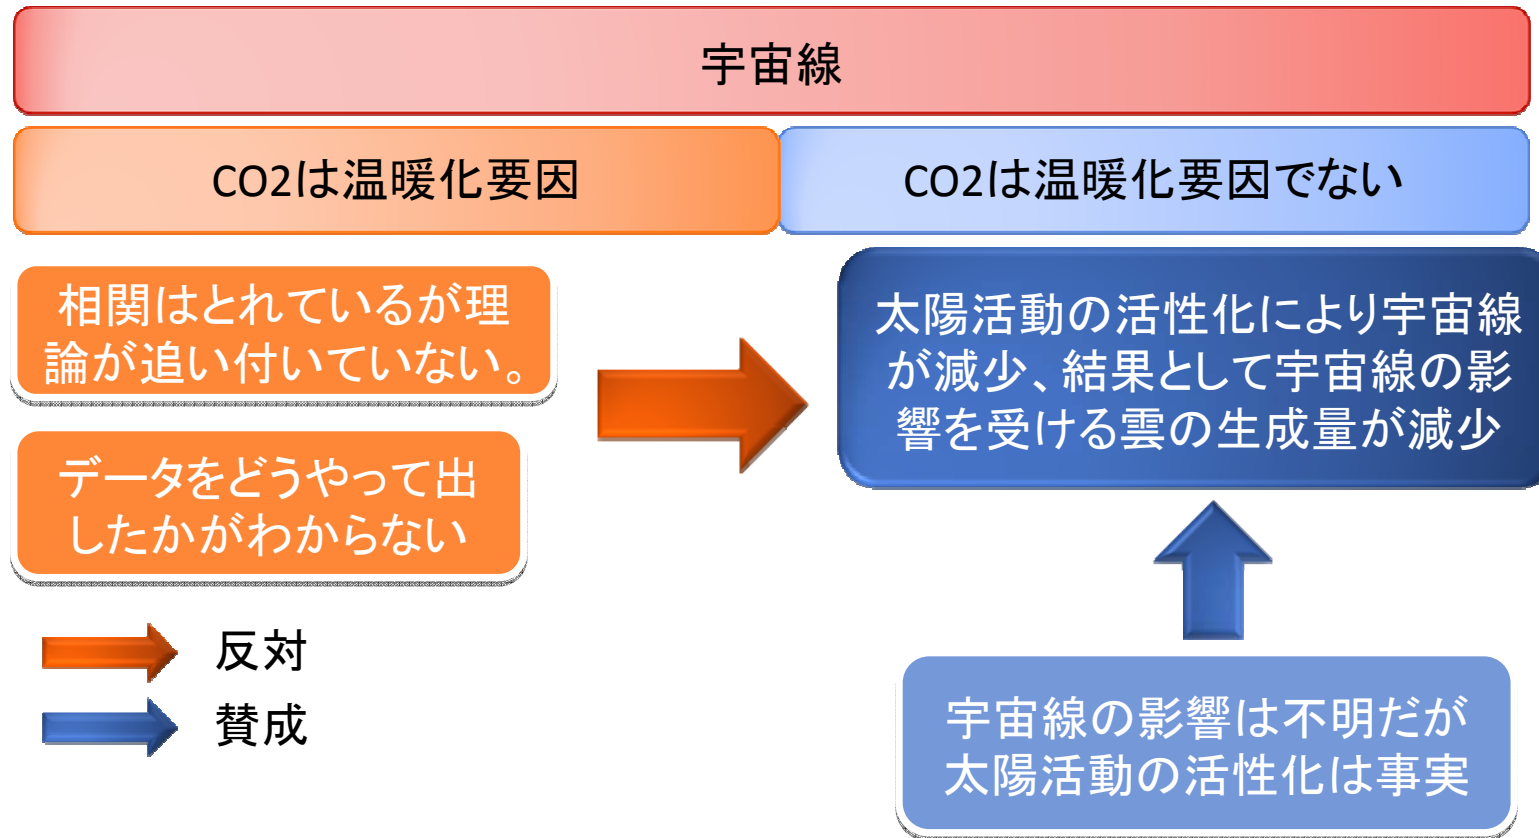 宇宙線
CO2は温暖化要因
CO2は温暖化要因でない
相関はとれているが理
論が追い付いていない。
データをどうやって出
したかがわからない
太陽活動の活性化により宇宙線
が減少、結果として宇宙線の影
響を受ける雲の生成量が減少
反対
賛成
宇宙線の影響は不明だが
太陽活動の活性化は事実